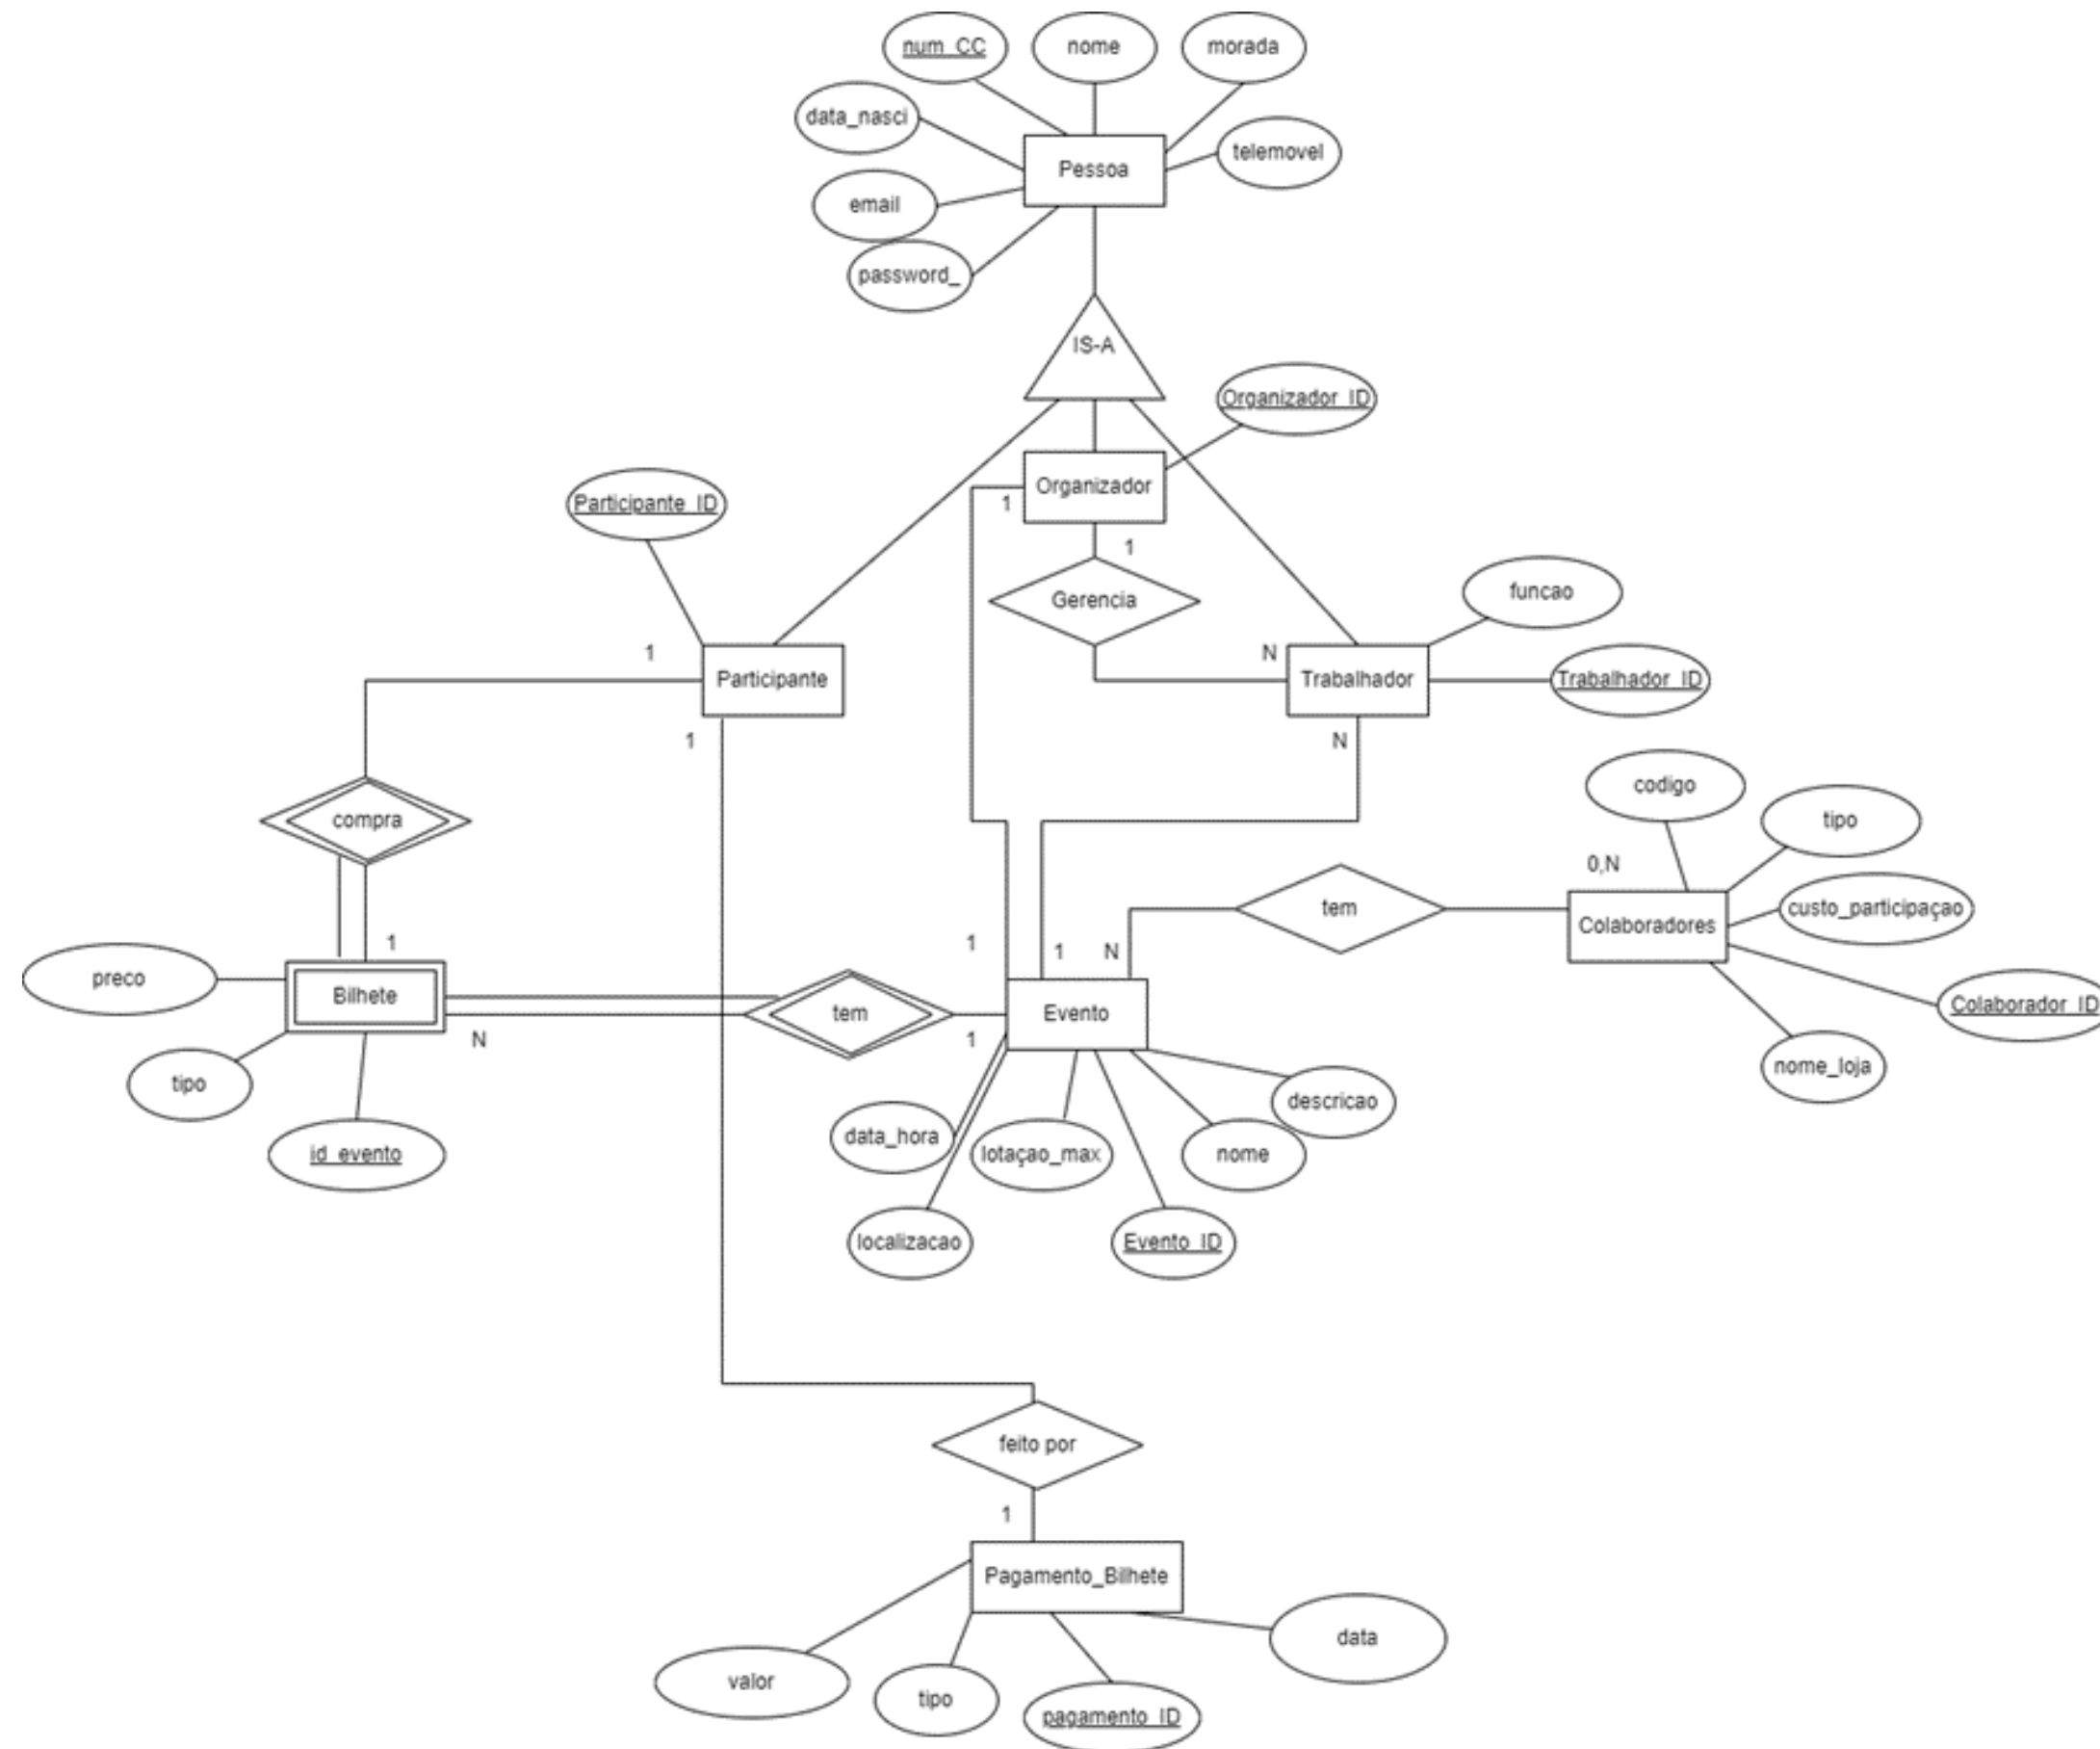 num_CC
nome
morada
data_nasci
telemovel
Pessoa
email
password_
IS-A
Organizador_ID
Organizador
1
Participante_ID
1
Gerencia
funcao
1
N
Participante
Trabalhador
Trabalhador_ID
1
N
codigo
compra
tipo
0,N
tem
custo_participaçao
Colaboradores
1
1
1
N
preco
Bilhete
Colaborador_ID
tem
Evento
N
1
nome_loja
tipo
descricao
data_hora
id_evento
lotaçao_max
nome
localizacao
Evento_ID
feito por
1
Pagamento_Bilhete
data
valor
tipo
pagamento_ID